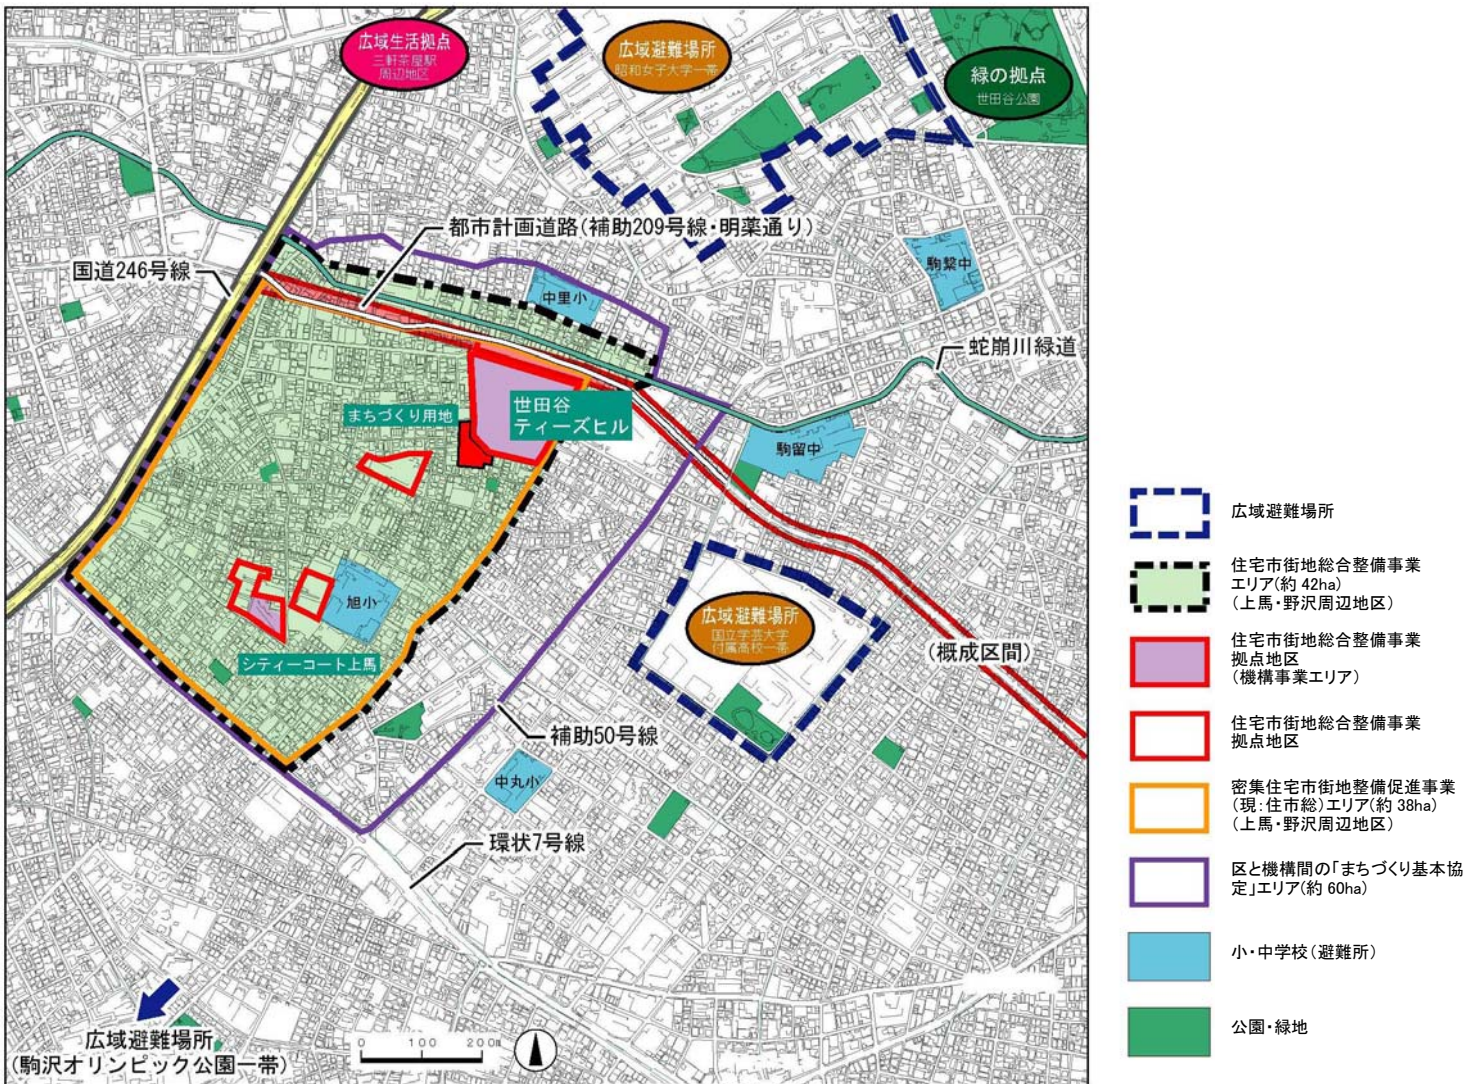 広域生活拠点
三軒茶屋駅
周辺地区
広域避難場所
昭和女子大学一帯
緑の拠点
世田谷公園
都市計画道路(補助209号線・明薬通り)
国道246号線
駒繋中
中里小
蛇崩川緑道
世田谷
ティーズヒル
まちづくり用地
駒留中
旭小
シティーコート上馬
広域避難場所
国立学芸大学
付属高校一帯
(概成区間)
補助50号線
中丸小
環状7号線
広域避難場所
(駒沢オリンピック公園一帯)
0 100 200m
広域避難場所
住宅市街地総合整備事業
エリア(約 42ha)
(上馬・野沢周辺地区)
住宅市街地総合整備事業
拠点地区
(機構事業エリア)
住宅市街地総合整備事業
拠点地区
密集住宅市街地整備促進事業
(現:住市総)エリア(約 38ha)
(上馬・野沢周辺地区)
区と機構間の「まちづくり基本協
定」エリア(約 60ha)
小・中学校(避難所)
公園・緑地